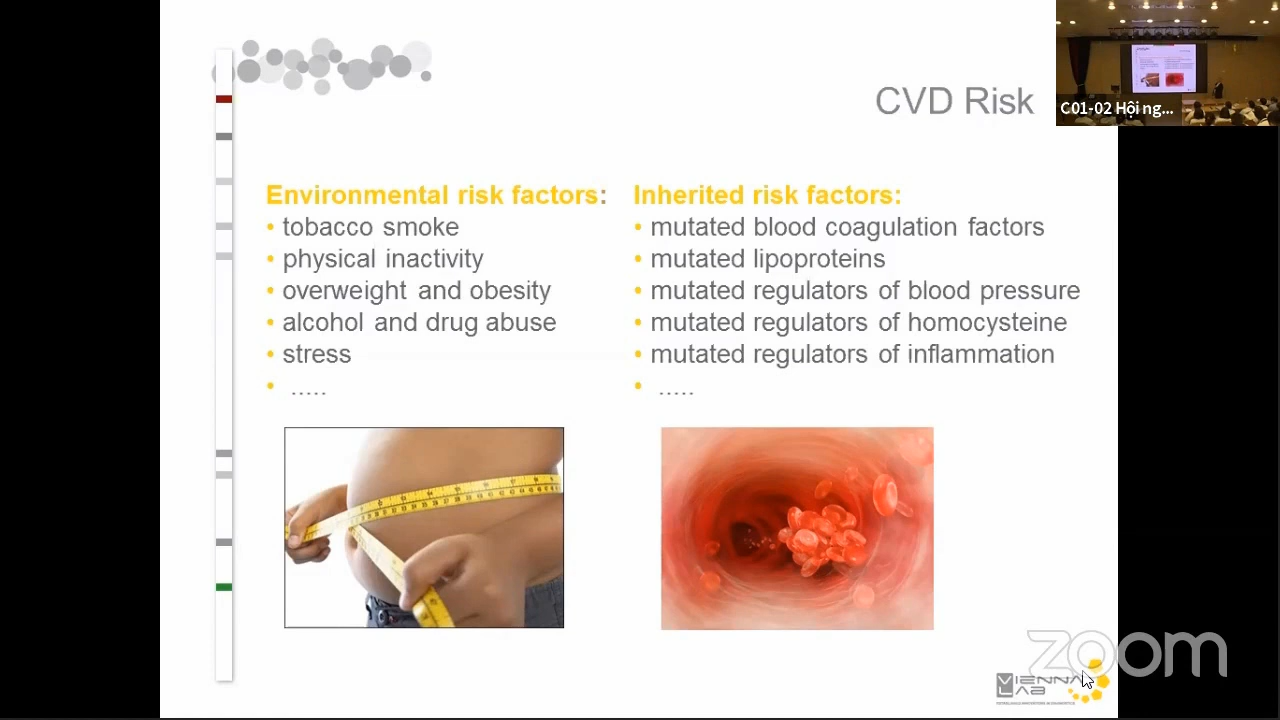 CVD Risk
C01-02 Hội ng...
Environmental risk factors:
• tobacco smoke
• physical inactivity
• overweight and obesity
• alcohol and drug abuse
• stress
• .....
Inherited risk factors:
• mutated blood coagulation factors
• mutated lipoproteins
• mutated regulators of blood pressure
• mutated regulators of homocysteine
• mutated regulators of inflammation
• .....
zoom
VIENNA
LAB